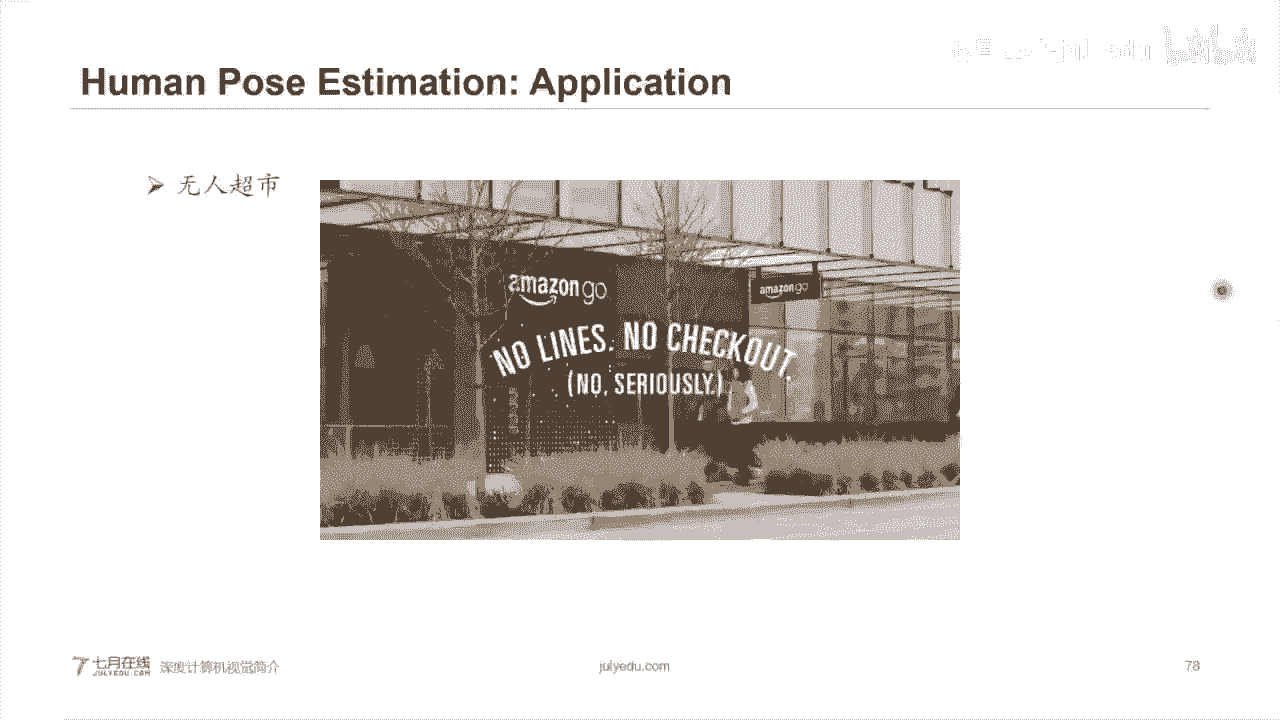 Human Pose Estimation: Application
➢ 无人超市
amazon go
amazon go
NO LINES. NO CHECKOUT.
(NO, SERIOUSLY.)
七月在线
JULYEDU.COM
深度计算机视觉简介
julyedu.com
78